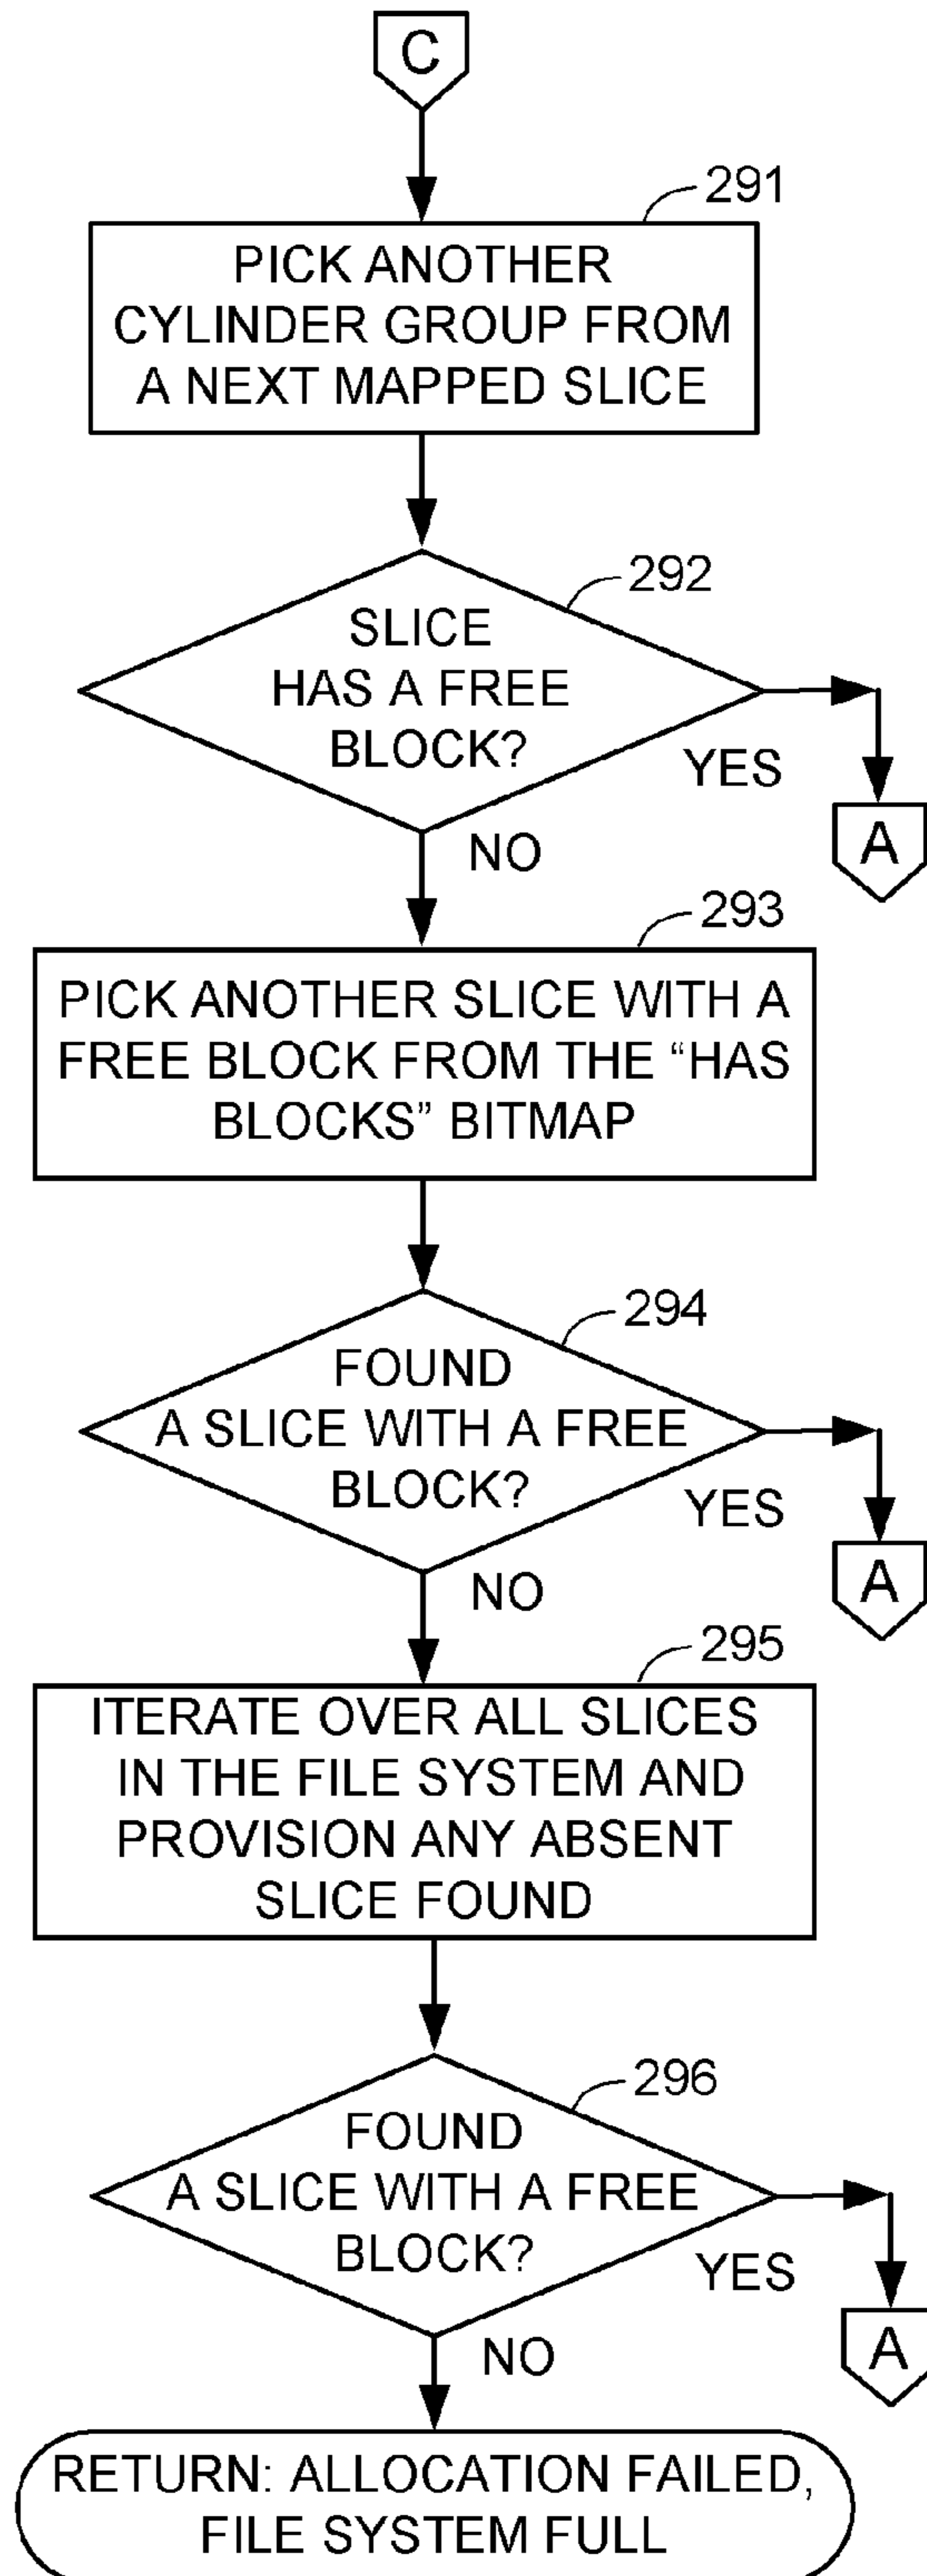 C
291
PICK ANOTHER
CYLINDER GROUP FROM
A NEXT MAPPED SLICE
292
SLICE
HAS A FREE
BLOCK?
YES
A
NO
293
PICK ANOTHER SLICE WITH A
FREE BLOCK FROM THE “HAS
BLOCKS” BITMAP
294
FOUND
A SLICE WITH A FREE
BLOCK?
YES
A
NO
295
ITERATE OVER ALL SLICES
IN THE FILE SYSTEM AND
PROVISION ANY ABSENT
SLICE FOUND
296
FOUND
A SLICE WITH A FREE
BLOCK?
YES
A
NO
RETURN: ALLOCATION FAILED,
FILE SYSTEM FULL